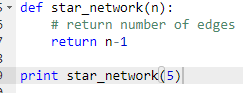 def star_network(n):
# return number of edges
return n-1
print star_network(5)